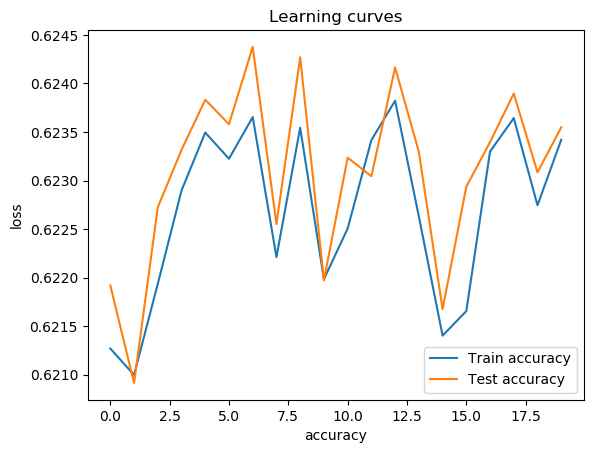 Learning curves
0.6245
0.6240
0.6235
0.6230
0.6225
0.6220
0.6215
0.6210
loss
Train accuracy
Test accuracy
0.0 2.5 5.0 7.5 10.0 12.5 15.0 17.5
accuracy